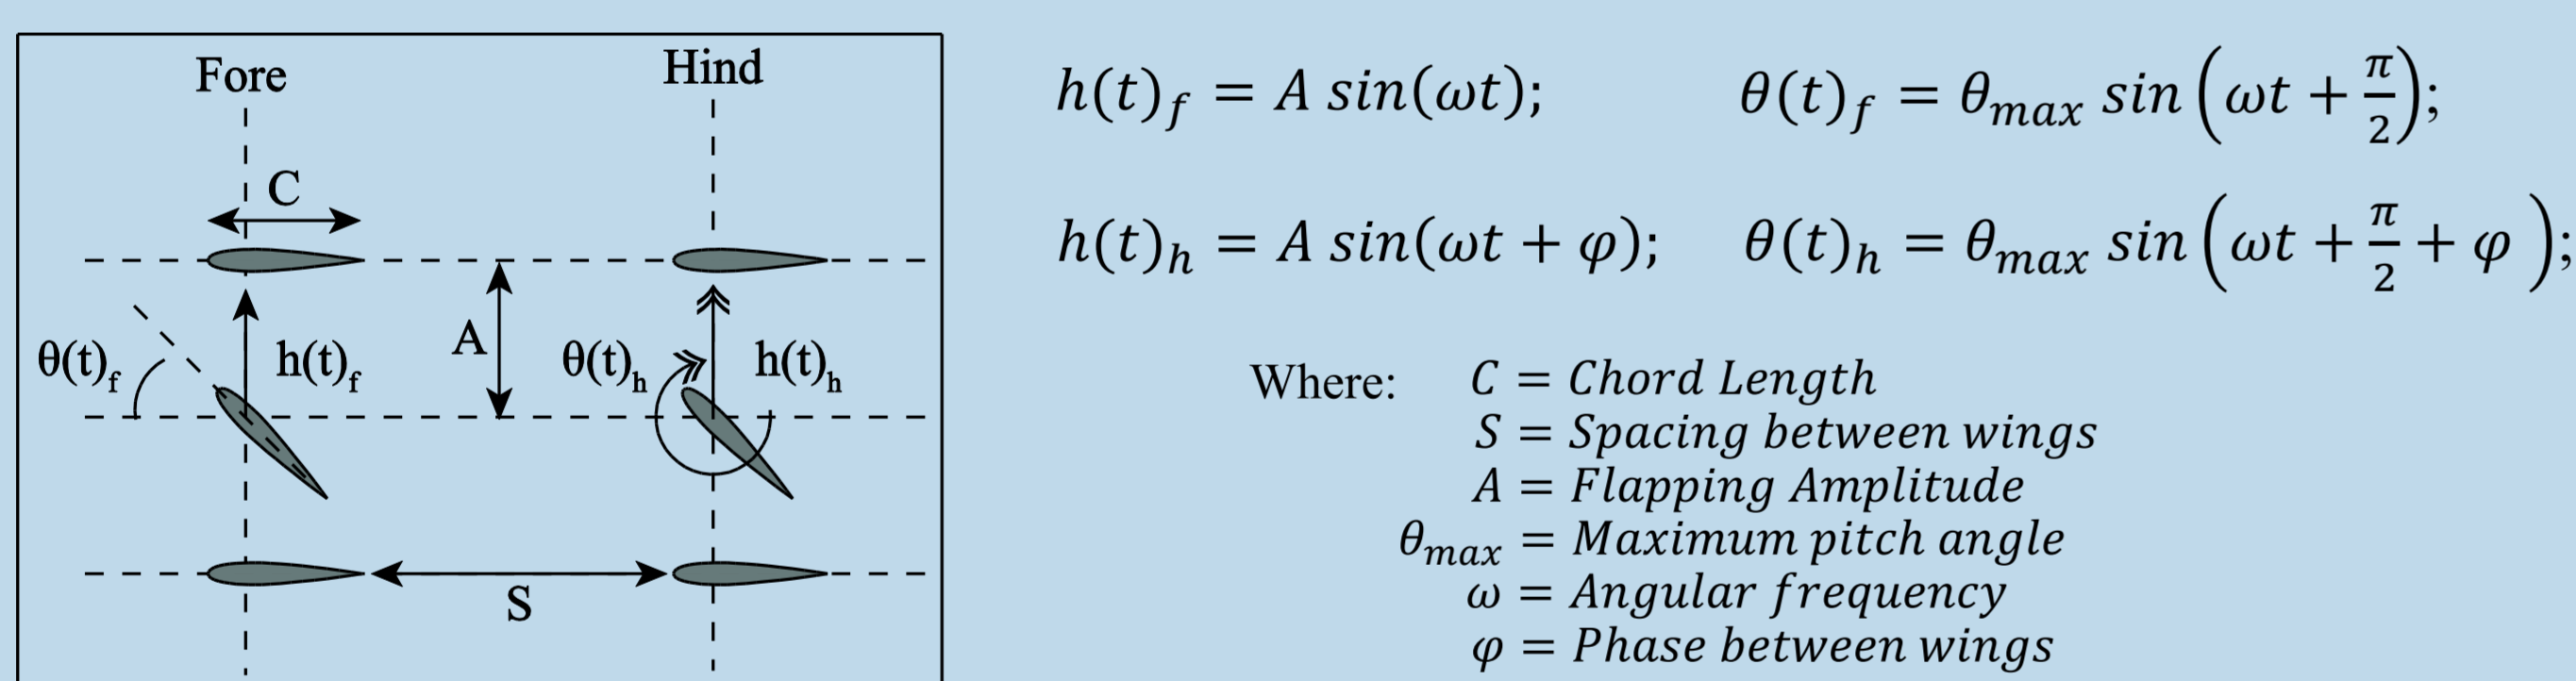 Fore
Hind
C
A
θ(t)f
h(t)f
θ(t)h
h(t)h
S
h(t)f = A sin(ωt);
θ(t)f = θmax sin(ωt + π/2);
h(t)h = A sin(ωt + φ);
θ(t)h = θmax sin(ωt + π/2 + φ );
Where:
C = Chord Length
S = Spacing between wings
A = Flapping Amplitude
θmax = Maximum pitch angle
ω = Angular frequency
φ = Phase between wings